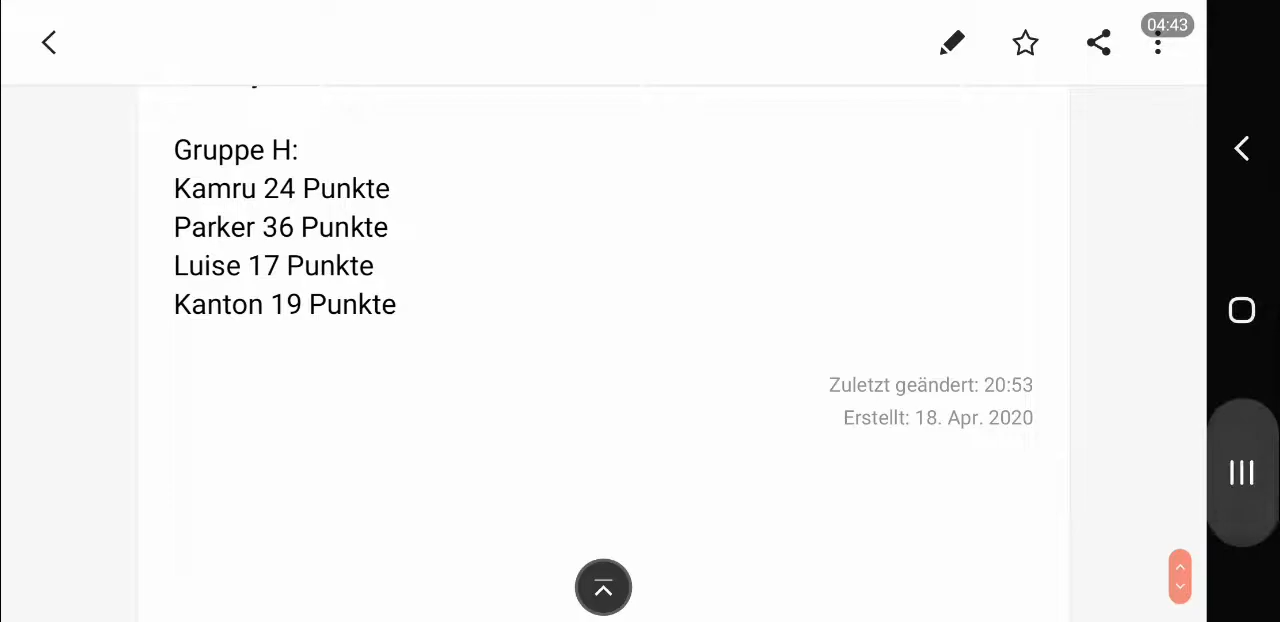 04:43
Gruppe H:
Kamru 24 Punkte
Parker 36 Punkte
Luise 17 Punkte
Kanton 19 Punkte
Zuletzt geändert: 20:53
Erstellt: 18. Apr. 2020